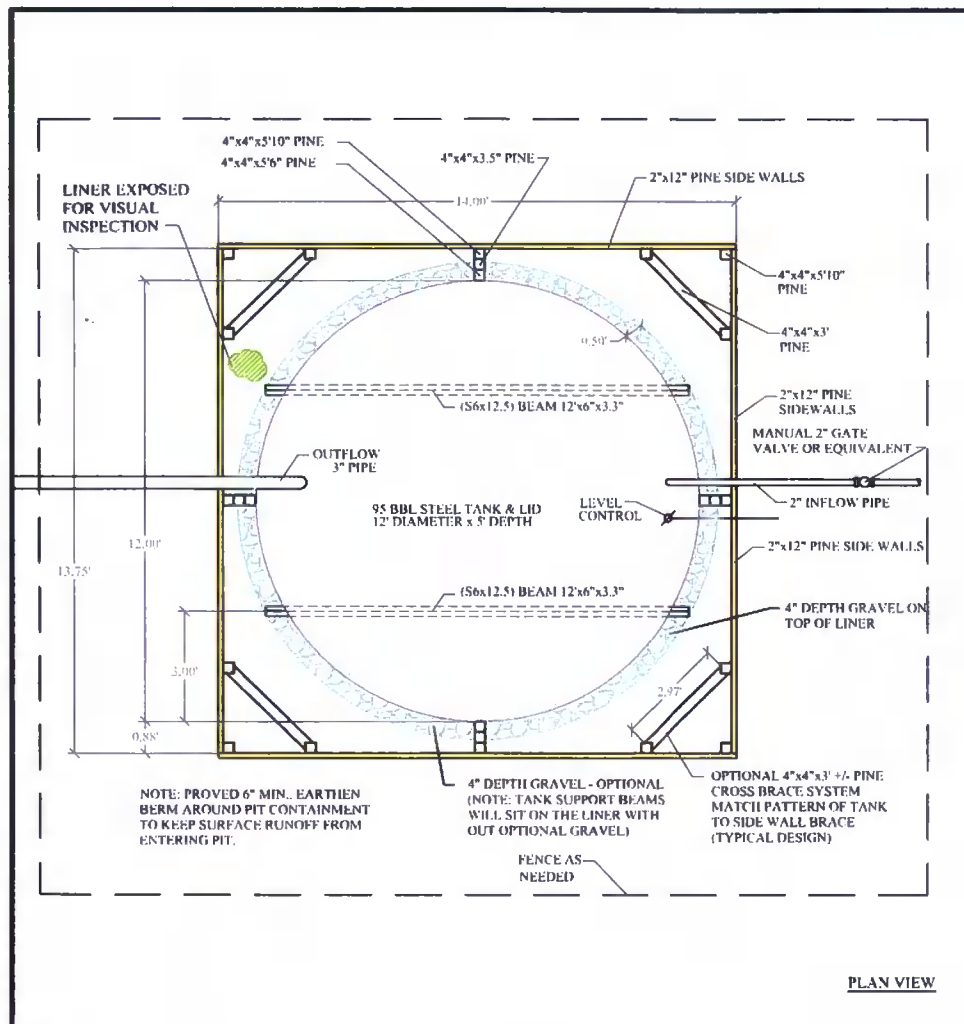 4"x4"x5'10" PINE
4"x4"x5'6" PINE
4"x4"x3.5" PINE
2"x12" PINE SIDE WALLS
LINER EXPOSED
FOR VISUAL
INSPECTION
14.00'
4"x4"x5'10"
PINE
4"x4"x3'
PINE
0.50'
(S6x12.5) BEAM 12'x6"x3.3"
2"x12" PINE
SIDEWALLS
MANUAL 2" GATE
VALVE OR EQUIVALENT
OUTFLOW
3" PIPE
2" INFLOW PIPE
95 BBL STEEL TANK & LID
12' DIAMETER x 5' DEPTH
LEVEL
CONTROL
12.00'
13.75'
2"x12" PINE SIDE WALLS
(S6x12.5) BEAM 12'x6"x3.3"
4" DEPTH GRAVEL ON
TOP OF LINER
3.00'
2.97'
0.88'
NOTE: PROVED 6" MIN.. EARTHEN
BERM AROUND PIT CONTAINMENT
TO KEEP SURFACE RUNOFF FROM
ENTERING PIT.
4" DEPTH GRAVEL - OPTIONAL
(NOTE: TANK SUPPORT BEAMS
WILL SIT ON THE LINER WITH
OUT OPTIONAL GRAVEL)
OPTIONAL 4"x4"x3' +/- PINE
CROSS BRACE SYSTEM
MATCH PATTERN OF TANK
TO SIDE WALL BRACE
(TYPICAL DESIGN)
FENCE AS
NEEDED
PLAN VIEW